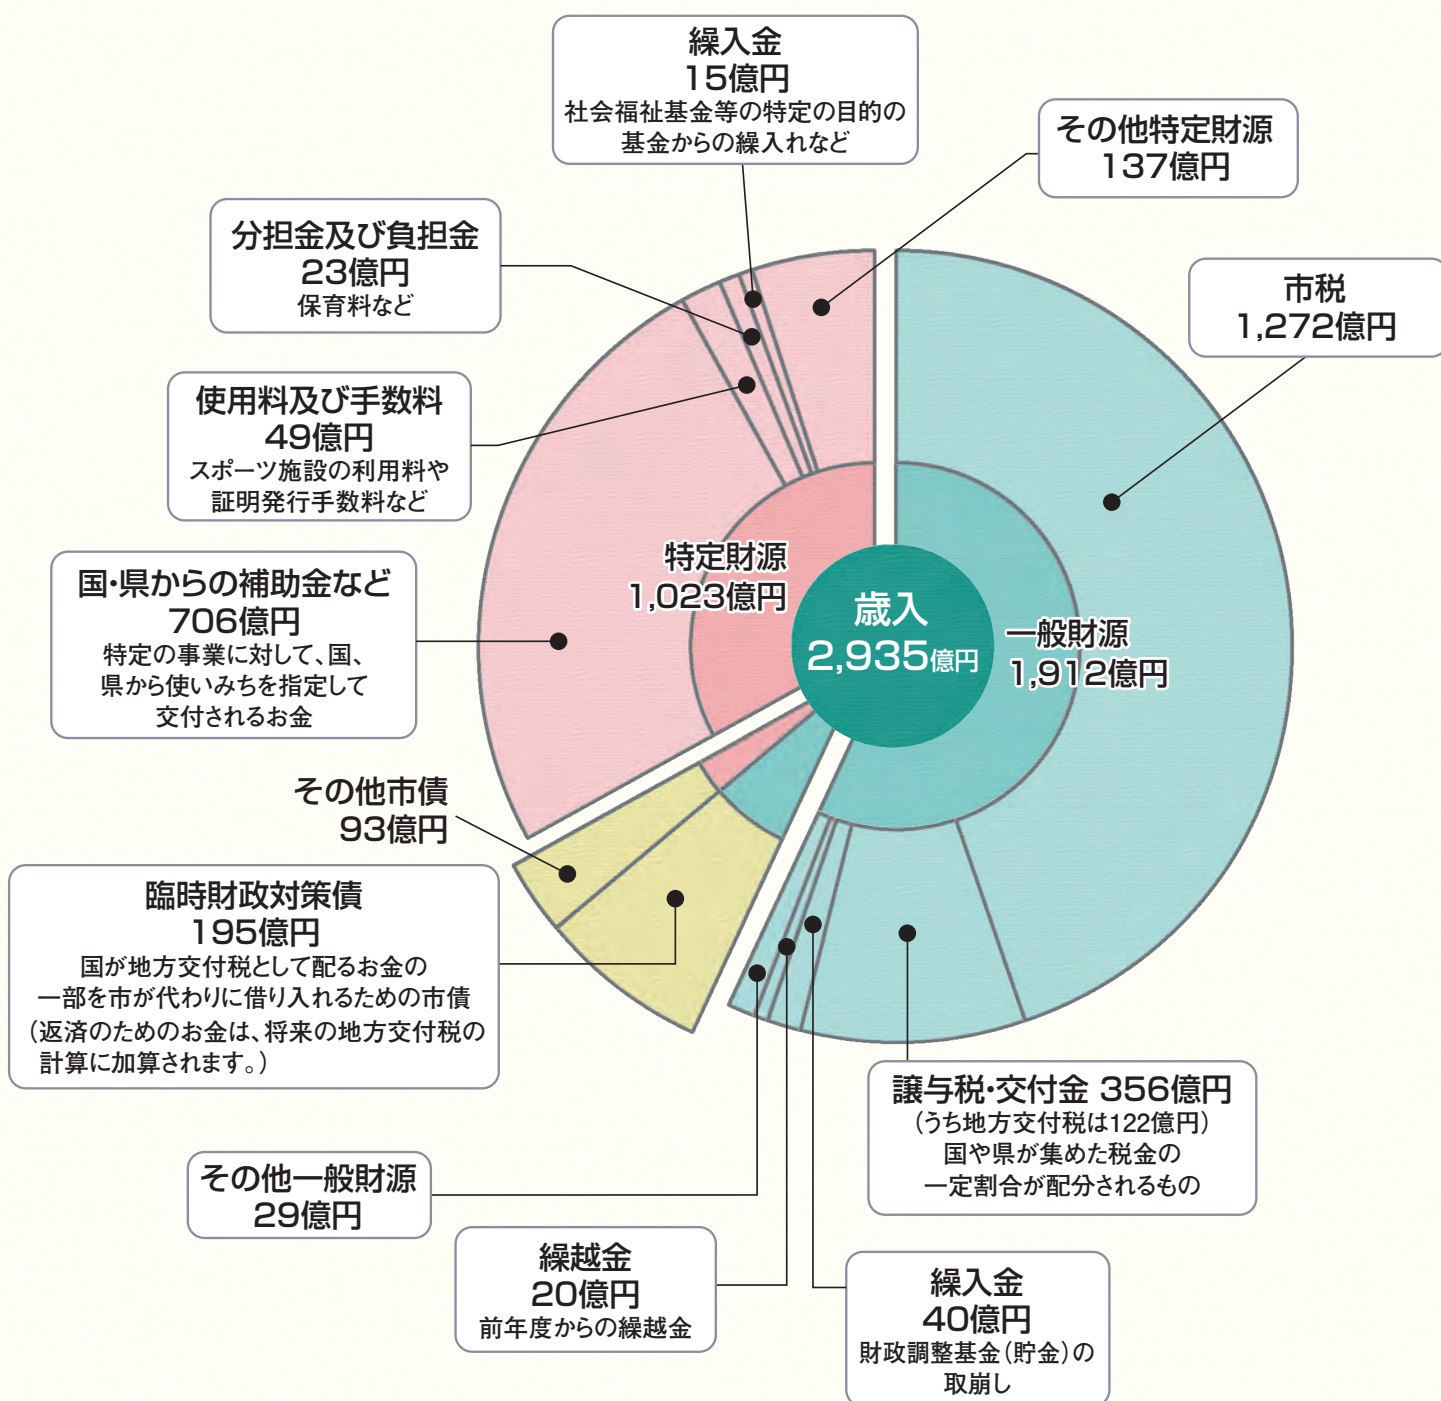 繰入金
15億円
社会福祉基金等の特定の目的の
基金からの繰入れなど
その他特定財源
137億円
分担金及び負担金
23億円
保育料など
市税
1,272億円
使用料及び手数料
49億円
スポーツ施設の利用料や
証明発行手数料など
国・県からの補助金など
706億円
特定の事業に対して、国、
県から使いみちを指定して
交付されるお金
特定財源
1,023億円
歳入
2,935億円
一般財源
1,912億円
その他市債
93億円
臨時財政対策債
195億円
国が地方交付税として配るお金の
一部を市が代わりに借り入れるための市債
(返済のためのお金は、将来の地方交付税の
計算に加算されます。)
譲与税・交付金 356億円
(うち地方交付税は122億円)
国や県が集めた税金の
一定割合が配分されるもの
その他一般財源
29億円
繰越金
20億円
前年度からの繰越金
繰入金
40億円
財政調整基金(貯金)の
取崩し